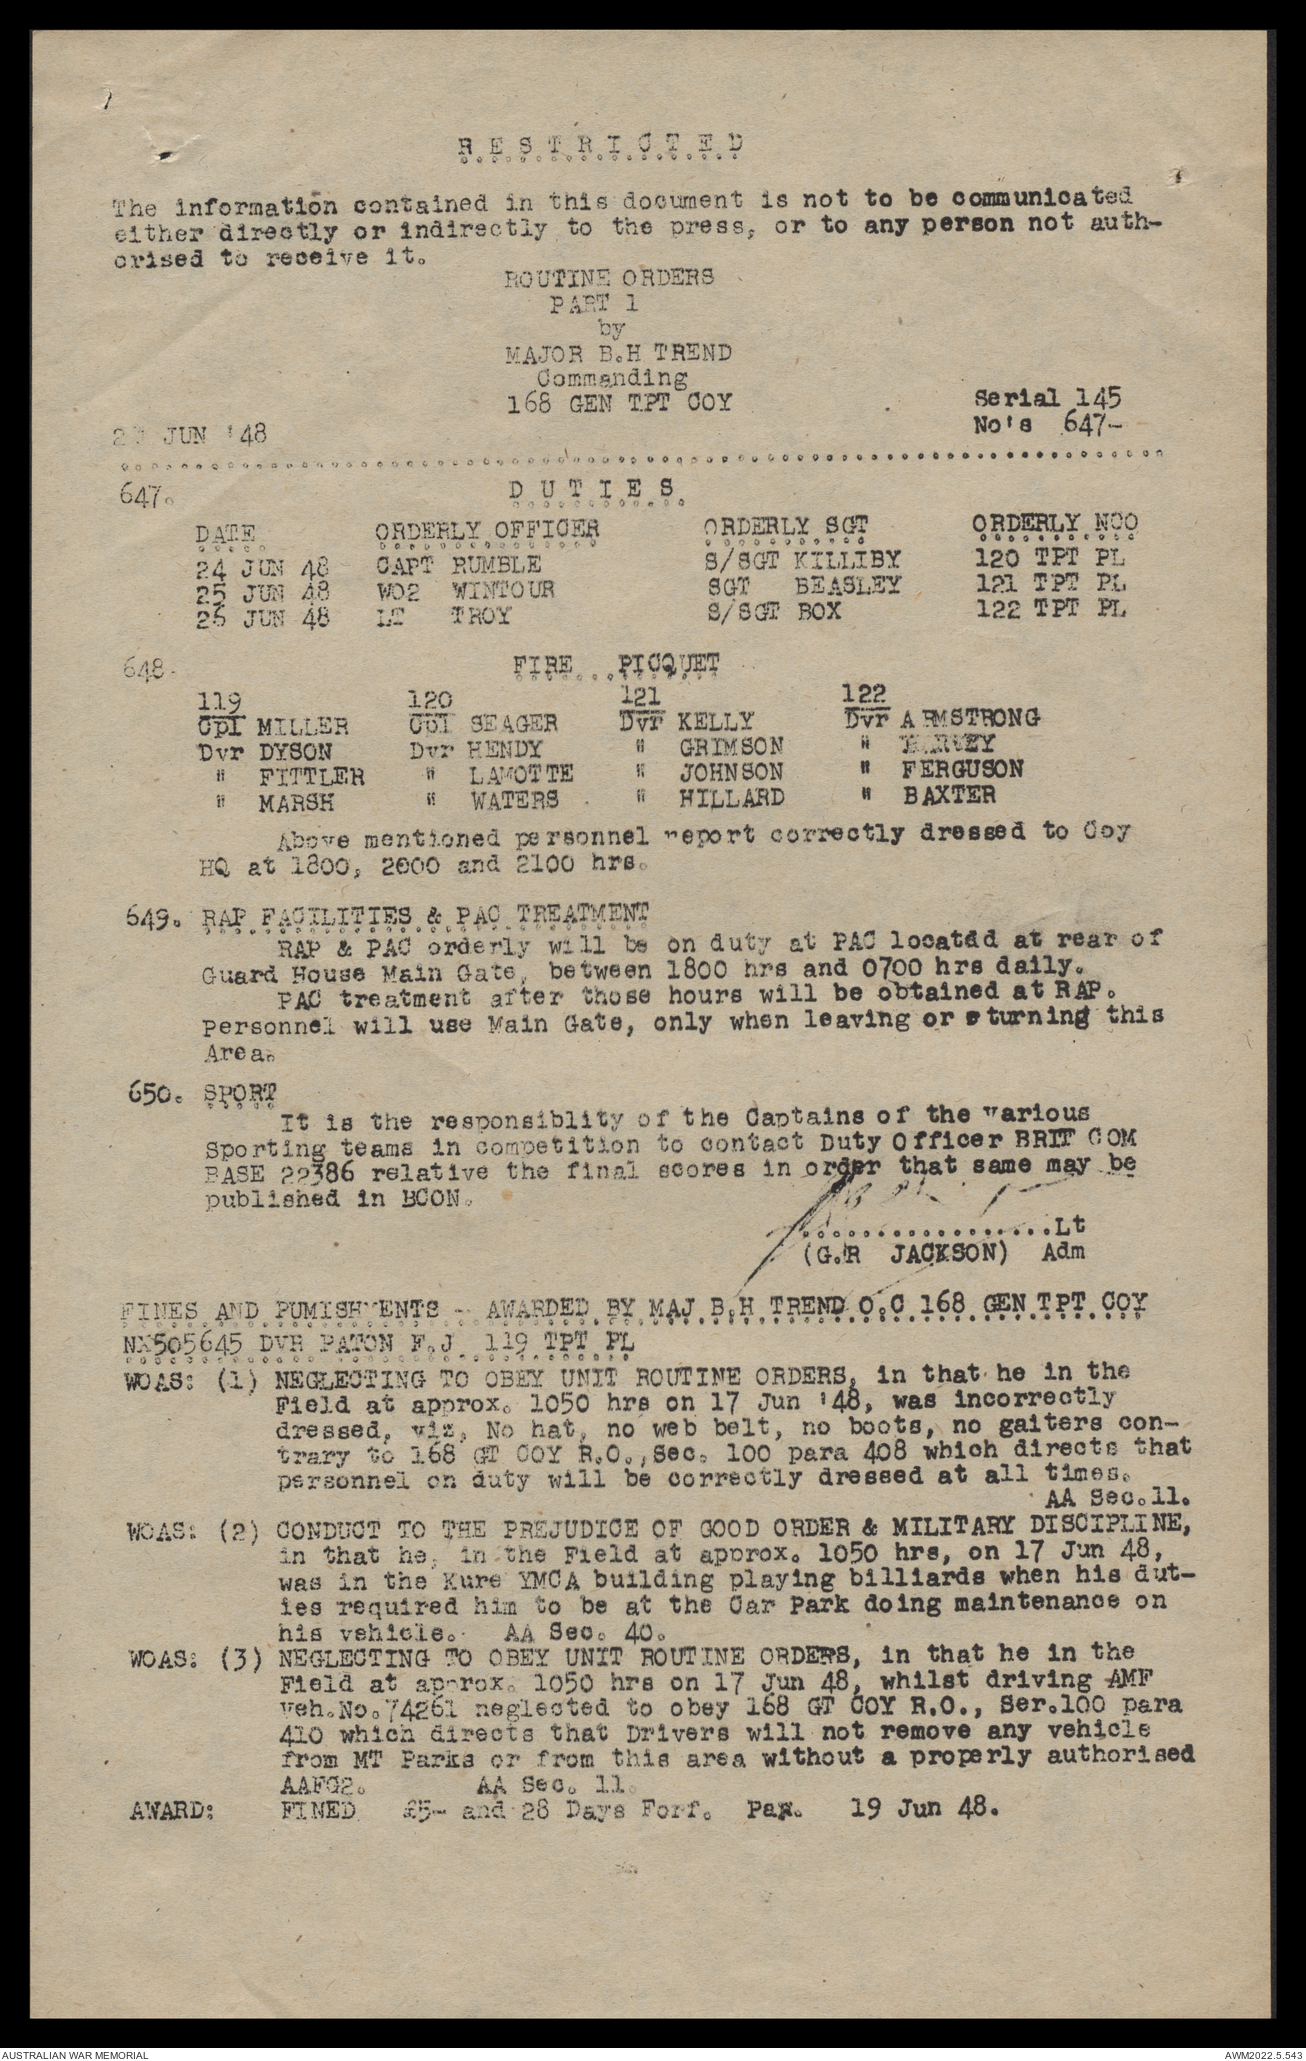 R E S T R I C T E D
The information contained in this document is not to be communicated
either directly or indirectly to the press, or to any person not auth-
orised to receive it.
ROUTINE ORDERS
PART 1
by
MAJOR B.H TREND
Commanding
168 GEN TPT COY
Serial 145
No's 647-
JUN '48
647. D U T I E S
DATE ORDERLY OFFICER ORDERLY SGT ORDERLY NCO
24 JUN 48 CAPT RUMBLE S/SGT KILLIBY 120 TPT PL
25 JUN 48 WO2 WINTOUR SGT BEASLEY 121 TPT PL
26 JUN 48 LT TROY S/SGT BOX 122 TPT PL
648. FIRE PICQUET
119 120 121 122
Cpl MILLER Cpl SEAGER Dvr KELLY Dvr ARMSTRONG
Dvr DYSON Dvr HENDY " GRIMSON " HARVEY
" FITTLER " LAMOTTE " JOHNSON " FERGUSON
" MARSH " WATERS " HILLARD " BAXTER
Above mentioned personnel report correctly dressed to Coy
HQ at 1800, 2000 and 2100 hrs.
649. RAP FACILITIES & PAC TREATMENT
RAP & PAC orderly will be on duty at PAC locatdd at rear of
Guard House Main Gate, between 1800 hrs and 0700 hrs daily.
PAC treatment after those hours will be obtained at RAP.
Personnel will use Main Gate, only when leaving or eturning this
Area.
650. SPORT
It is the responsiblity of the Captains of the various
Sporting teams in competition to contact Duty Officer BRIT COM
BASE 22386 relative the final scores in order that same may be
published in BCON.
..................Lt
(G.R JACKSON) Adm
FINES AND PUMISHMENTS - AWARDED BY MAJ B.H TREND O.C 168 GEN TPT COY
NX505645 DVR PATON F.J 119 TPT PL
WOAS: (1) NEGLECTING TO OBEY UNIT ROUTINE ORDERS, in that he in the
Field at approx. 1050 hrs on 17 Jun '48, was incorrectly
dressed, viz, No hat, no web belt, no boots, no gaiters con-
trary to 168 GT COY R.O., Sec. 100 para 408 which directs that
personnel on duty will be correctly dressed at all times.
AA Sec.11.
WOAS: (2) CONDUCT TO THE PREJUDICE OF GOOD ORDER & MILITARY DISCIPLINE,
in that he, in the Field at approx. 1050 hrs, on 17 Jun 48,
was in the Kure YMCA building playing billiards when his dut-
ies required him to be at the Car Park doing maintenance on
his vehicle. AA Sec. 40.
WOAS: (3) NEGLECTING TO OBEY UNIT ROUTINE ORDERS, in that he in the
Field at approx. 1050 hrs on 17 Jun 48, whilst driving AMF
veh.No.74261 neglected to obey 168 GT COY R.O., Ser.100 para
410 which directs that Drivers will not remove any vehicle
from MT Parks or from this area without a properly authorised
AAFG2. AA Sec. 11.
AWARD: FINED £5- and 28 Days Forf. Pay. 19 Jun 48.
AUSTRALIAN WAR MEMORIAL
AWM2022.5.543